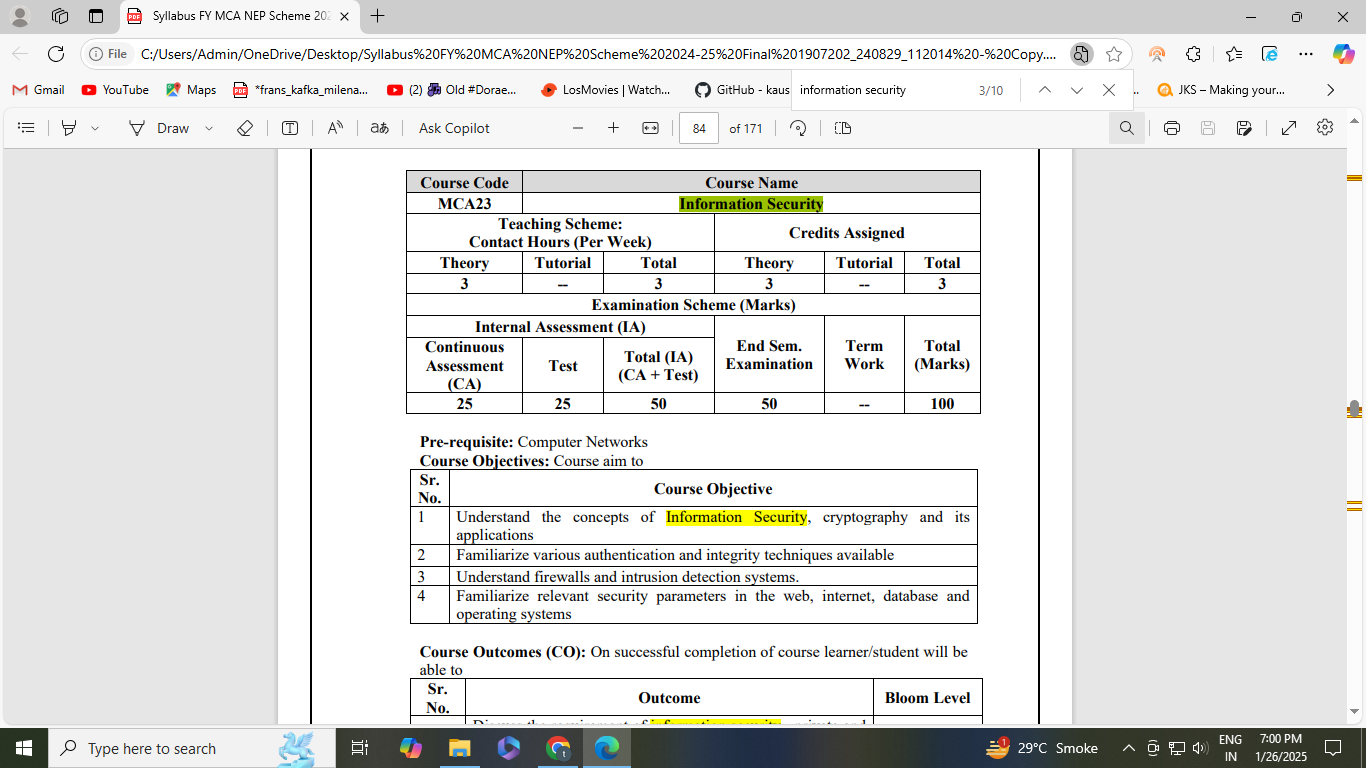 Syllabus FY MCA NEP Scheme 202
File C:/Users/Admin/OneDrive/Desktop/Syllabus%20FY%20MCA%20NEP%20Scheme%202024-25%20Final%201907202_240829_112014%20-%20Copy....
Gmail YouTube Maps *frans_kafka_milena... (2) Old #Dorae... LosMovies | Watch... GitHub - kaus JKS – Making your...
information security 3/10
Draw Ask Copilot 84 of 171
Course Code Course Name
MCA23 Information Security
Teaching Scheme:
Contact Hours (Per Week) Credits Assigned
Theory Tutorial Total Theory Tutorial Total
3 -- 3 3 -- 3
Examination Scheme (Marks)
Internal Assessment (IA) End Sem. Examination Term Work Total (Marks)
Continuous Assessment (CA) Test Total (IA) (CA + Test)
25 25 50 50 -- 100
Pre-requisite: Computer Networks
Course Objectives: Course aim to
Sr. No. Course Objective
1 Understand the concepts of Information Security, cryptography and its
applications
2 Familiarize various authentication and integrity techniques available
3 Understand firewalls and intrusion detection systems.
4 Familiarize relevant security parameters in the web, internet, database and
operating systems
Course Outcomes (CO): On successful completion of course learner/student will be
able to
Sr. No. Outcome Bloom Level
Type here to search
29°C Smoke
ENG
IN
7:00 PM
1/26/2025